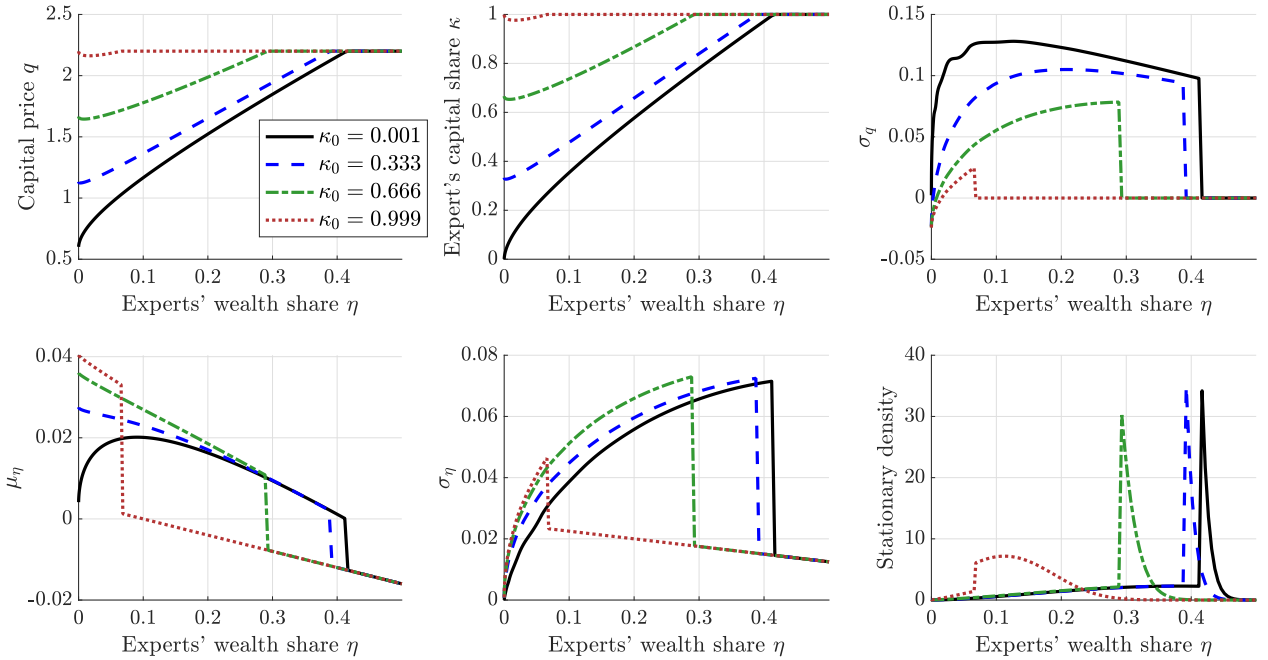 Capital price q
2.5
2
1.5
1
0.5
0 0.1 0.2 0.3 0.4
Experts' wealth share η
κ₀ = 0.001
κ₀ = 0.333
κ₀ = 0.666
κ₀ = 0.999
Expert's capital share κ
1
0.8
0.6
0.4
0.2
0
0 0.1 0.2 0.3 0.4
Experts' wealth share η
σ_q
0.15
0.1
0.05
0
-0.05
0 0.1 0.2 0.3 0.4
Experts' wealth share η
μ_η
0.04
0.02
0
-0.02
0 0.1 0.2 0.3 0.4
Experts' wealth share η
σ_η
0.08
0.06
0.04
0.02
0
0 0.1 0.2 0.3 0.4
Experts' wealth share η
Stationary density
40
30
20
10
0
0 0.1 0.2 0.3 0.4
Experts' wealth share η